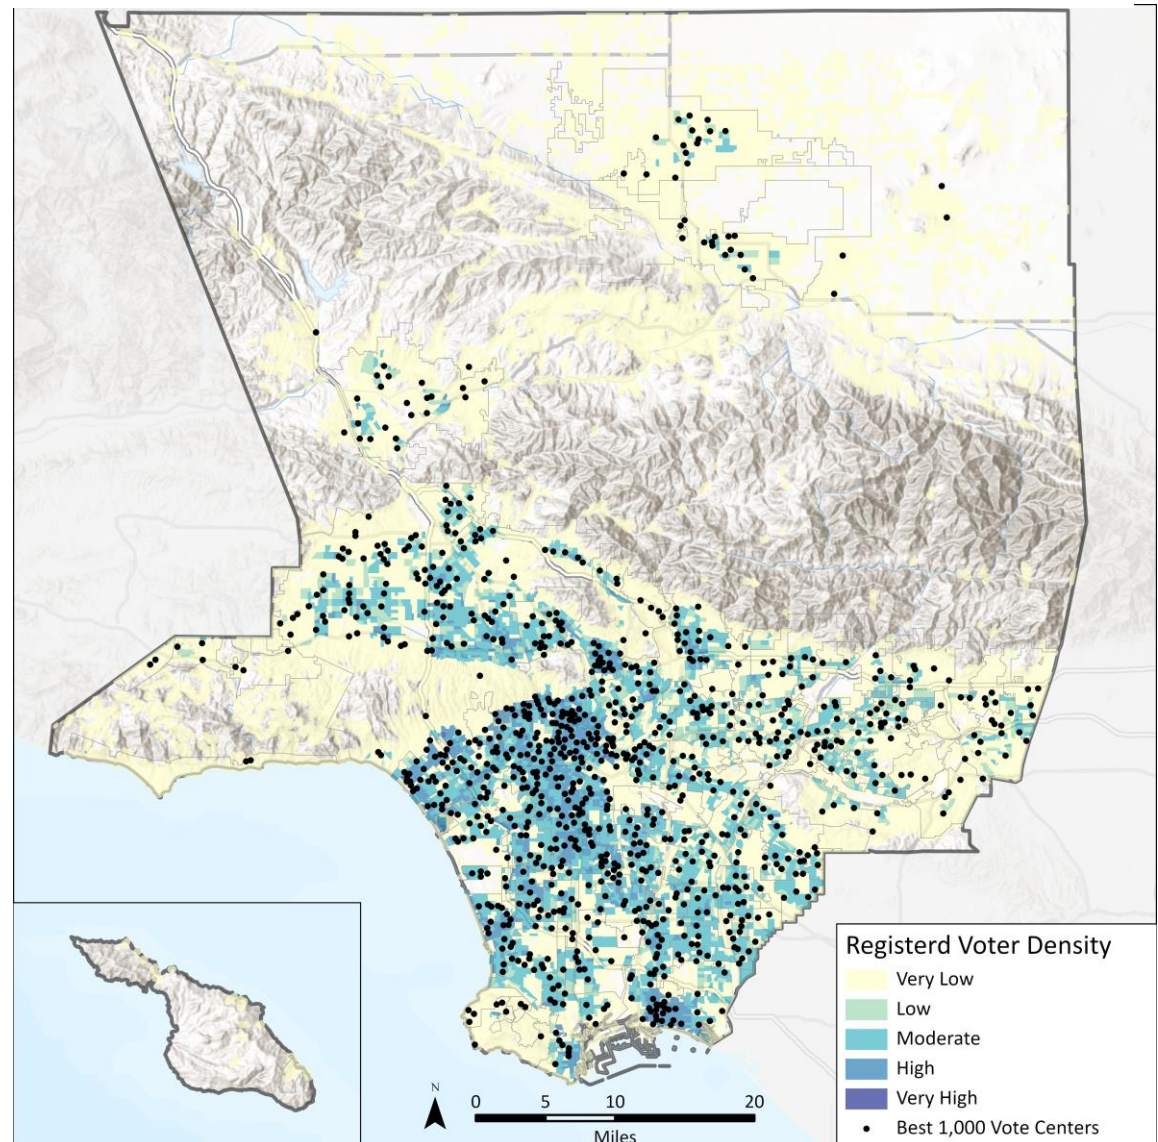 Registerd Voter Density
Very Low
Low
Moderate
High
Very High
Best 1,000 Vote Centers
N
0 5 10 20
Miles